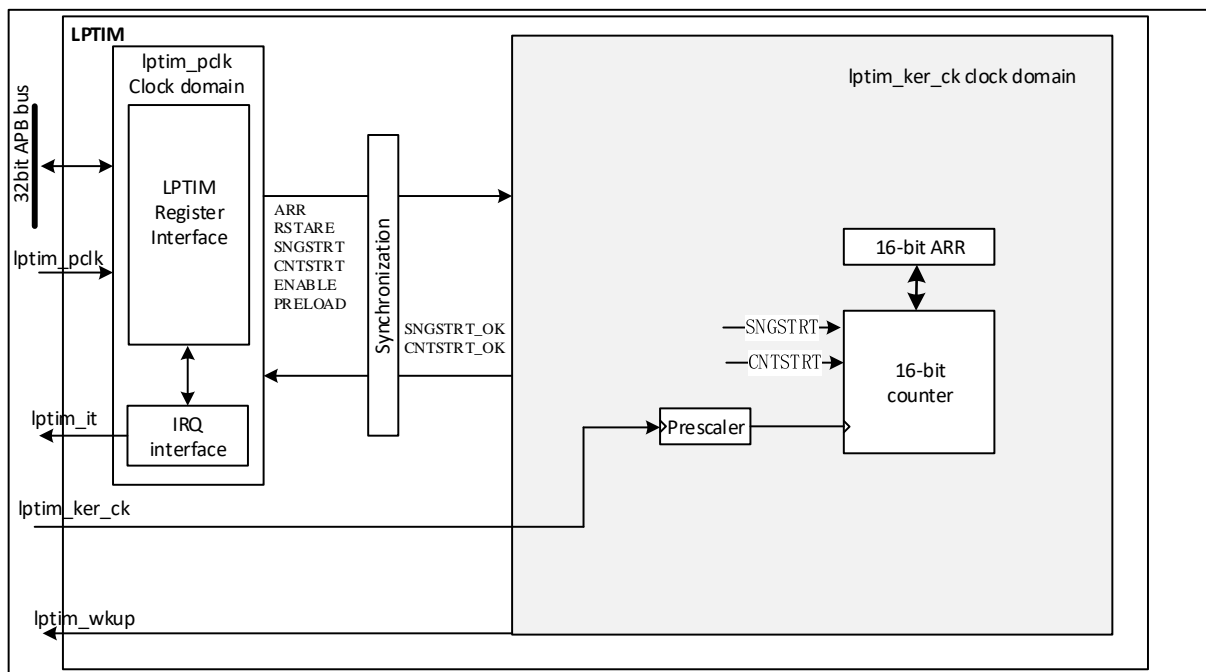 LPTIM
lptim_pclk
Clock domain
32bit APB bus
LPTIM
Register
Interface
lptim_pclk
IRQ
interface
lptim_it
lptim_ker_ck
lptim_wkup
ARR
RSTARE
SNGSTRT
CNTSTRT
ENABLE
PRELOAD
Synchronization
SNGSTRT_OK
CNTSTRT_OK
lptim_ker_ck clock domain
16-bit ARR
SNGSTRT
CNTSTRT
16-bit
counter
Prescaler